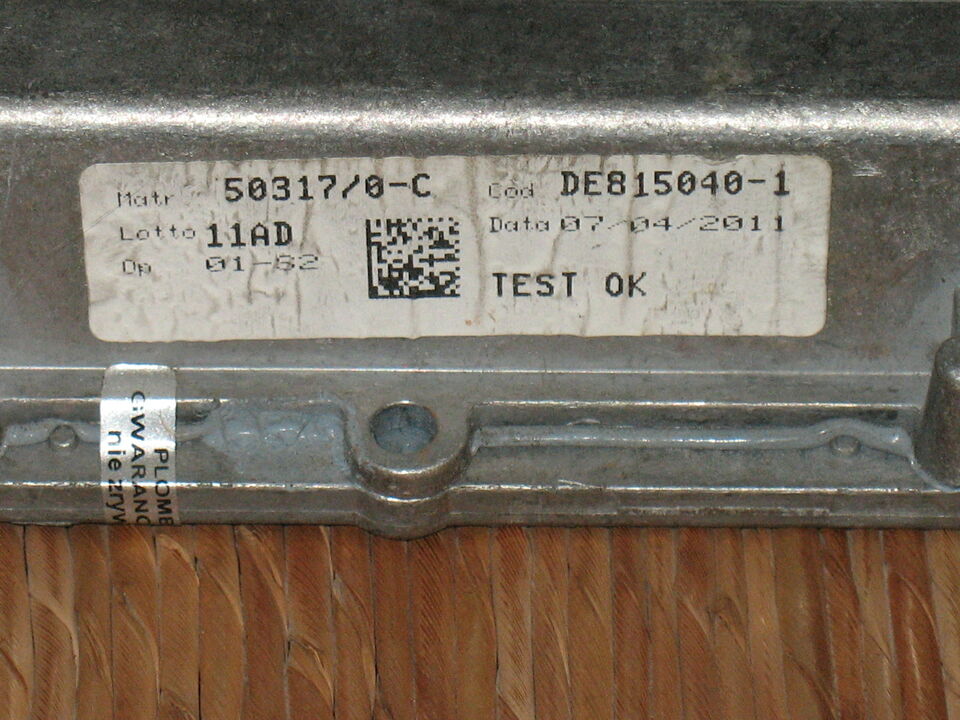 Matr 50317/0-C
Lotto 11AD
Op 01-82
Cod DE815040-1
Data 07/04/2011
TEST OK
PLOMB
GWARANC
nie zryw